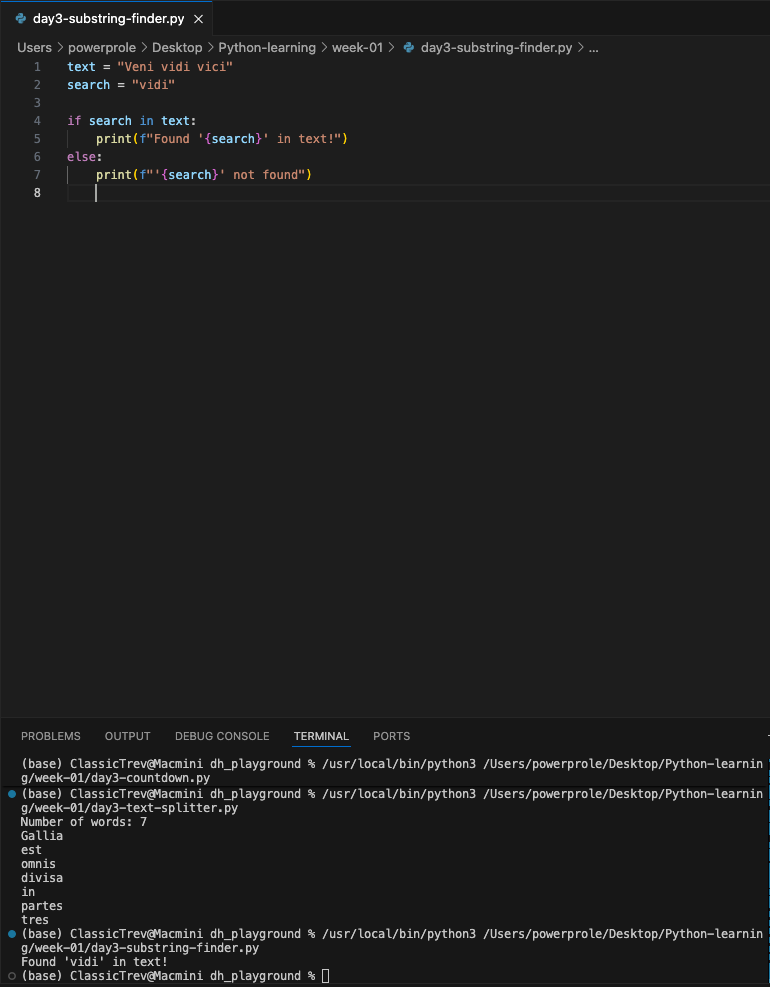 day3-substring-finder.py ×
Users > powerprole > Desktop > Python-learning > week-01 > day3-substring-finder.py > ...
1 text = "Veni vidi vici"
2 search = "vidi"
3
4 if search in text:
5     print(f"Found '{search}' in text!")
6 else:
7     print(f"'{search}' not found")
8
PROBLEMS OUTPUT DEBUG CONSOLE TERMINAL PORTS
(base) ClassicTrev@Macmini dh_playground % /usr/local/bin/python3 /Users/powerprole/Desktop/Python-learnin
g/week-01/day3-countdown.py
(base) ClassicTrev@Macmini dh_playground % /usr/local/bin/python3 /Users/powerprole/Desktop/Python-learnin
g/week-01/day3-text-splitter.py
Number of words: 7
Gallia
est
omnis
divisa
in
partes
tres
(base) ClassicTrev@Macmini dh_playground % /usr/local/bin/python3 /Users/powerprole/Desktop/Python-learnin
g/week-01/day3-substring-finder.py
Found 'vidi' in text!
(base) ClassicTrev@Macmini dh_playground %